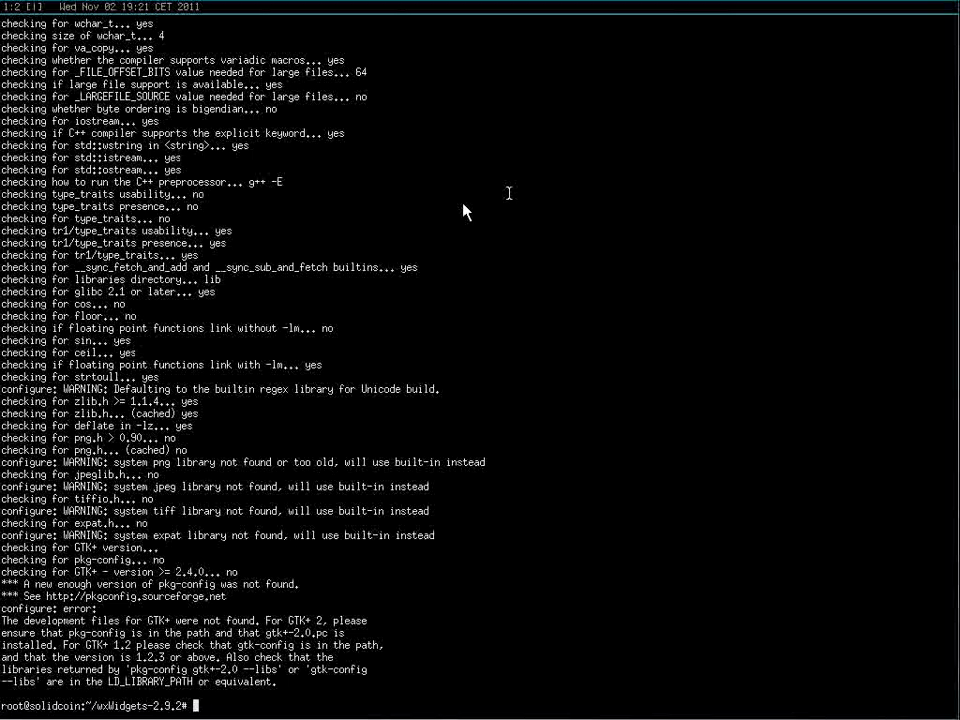 1:2 [|] Wed Nov 02 19:21 CET 2011
checking for wchar_t... yes
checking size of wchar_t... 4
checking for va_copy... yes
checking whether the compiler supports variadic macros... yes
checking for _FILE_OFFSET_BITS value needed for large files... 64
checking if large file support is available... yes
checking for _LARGEFILE_SOURCE value needed for large files... no
checking whether byte ordering is bigendian... no
checking for iostream... yes
checking if C++ compiler supports the explicit keyword... yes
checking for std::wstring in <string>... yes
checking for std::istream... yes
checking for std::ostream... yes
checking how to run the C++ preprocessor... g++ -E
checking type_traits usability... no
checking type_traits presence... no
checking for type_traits... no
checking tr1/type_traits usability... yes
checking tr1/type_traits presence... yes
checking for tr1/type_traits... yes
checking for __sync_fetch_and_add and __sync_sub_and_fetch builtins... yes
checking for libraries directory... lib
checking for glibc 2.1 or later... yes
checking for cos... no
checking for floor... no
checking if floating point functions link without -lm... no
checking for sin... yes
checking for ceil... yes
checking if floating point functions link with -lm... yes
checking for strtoull... yes
configure: WARNING: Defaulting to the builtin regex library for Unicode build.
checking for zlib.h >= 1.1.4... yes
checking for zlib.h... (cached) yes
checking for deflate in -lz... yes
checking for png.h > 0.90... no
checking for png.h... (cached) no
configure: WARNING: system png library not found or too old, will use built-in instead
checking for jpeglib.h... no
configure: WARNING: system jpeg library not found, will use built-in instead
checking for tiffio.h... no
configure: WARNING: system tiff library not found, will use built-in instead
checking for expat.h... no
configure: WARNING: system expat library not found, will use built-in instead
checking for GTK+ version...
checking for pkg-config... no
checking for GTK+ - version >= 2.4.0... no
*** A new enough version of pkg-config was not found.
*** See http://pkgconfig.sourceforge.net
configure: error:
The development files for GTK+ were not found. For GTK+ 2, please
ensure that pkg-config is in the path and that gtk+-2.0.pc is
installed. For GTK+ 1.2 please check that gtk-config is in the path,
and that the version is 1.2.3 or above. Also check that the
libraries returned by 'pkg-config gtk+-2.0 --libs' or 'gtk-config
--libs' are in the LD_LIBRARY_PATH or equivalent.
root@solidcoin:~/wxWidgets-2.9.2#